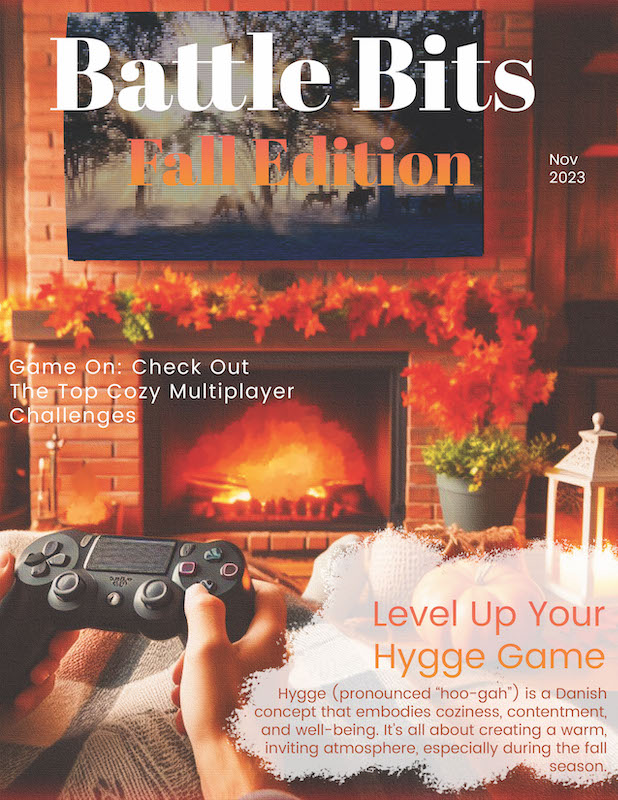 Battle Bits
Fall Edition
Nov
2023
Game On: Check Out
The Top Cozy Multiplayer
Challenges
Level Up Your
Hygge Game
Hygge (pronounced “hoo-gah”) is a Danish
concept that embodies coziness, contentment,
and well-being. It's all about creating a warm,
inviting atmosphere, especially during the fall
season.